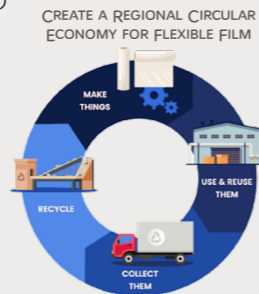 CREATE A REGIONAL CIRCULAR
ECONOMY FOR FLEXIBLE FILM
MAKE
THINGS
USE & REUSE
THEM
RECYCLE
COLLECT
THEM